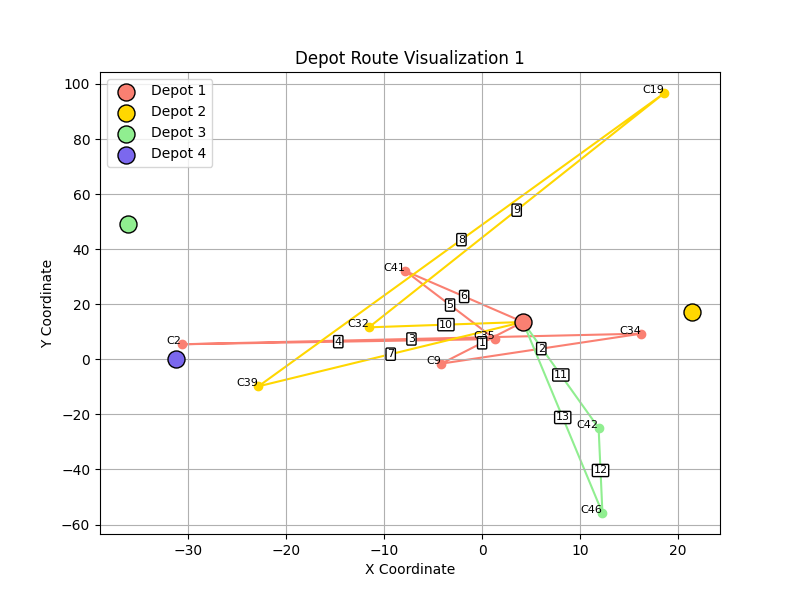 Depot Route Visualization 1
Depot 1
Depot 2
Depot 3
Depot 4
Y Coordinate
100
80
60
40
20
0
−20
−40
−60
C19
9
8
C41
6
5
C32
10
C35
C34
C2
4
3
1
2
7
C9
C39
11
13
C42
12
C46
−30
−20
−10
0
10
20
X Coordinate